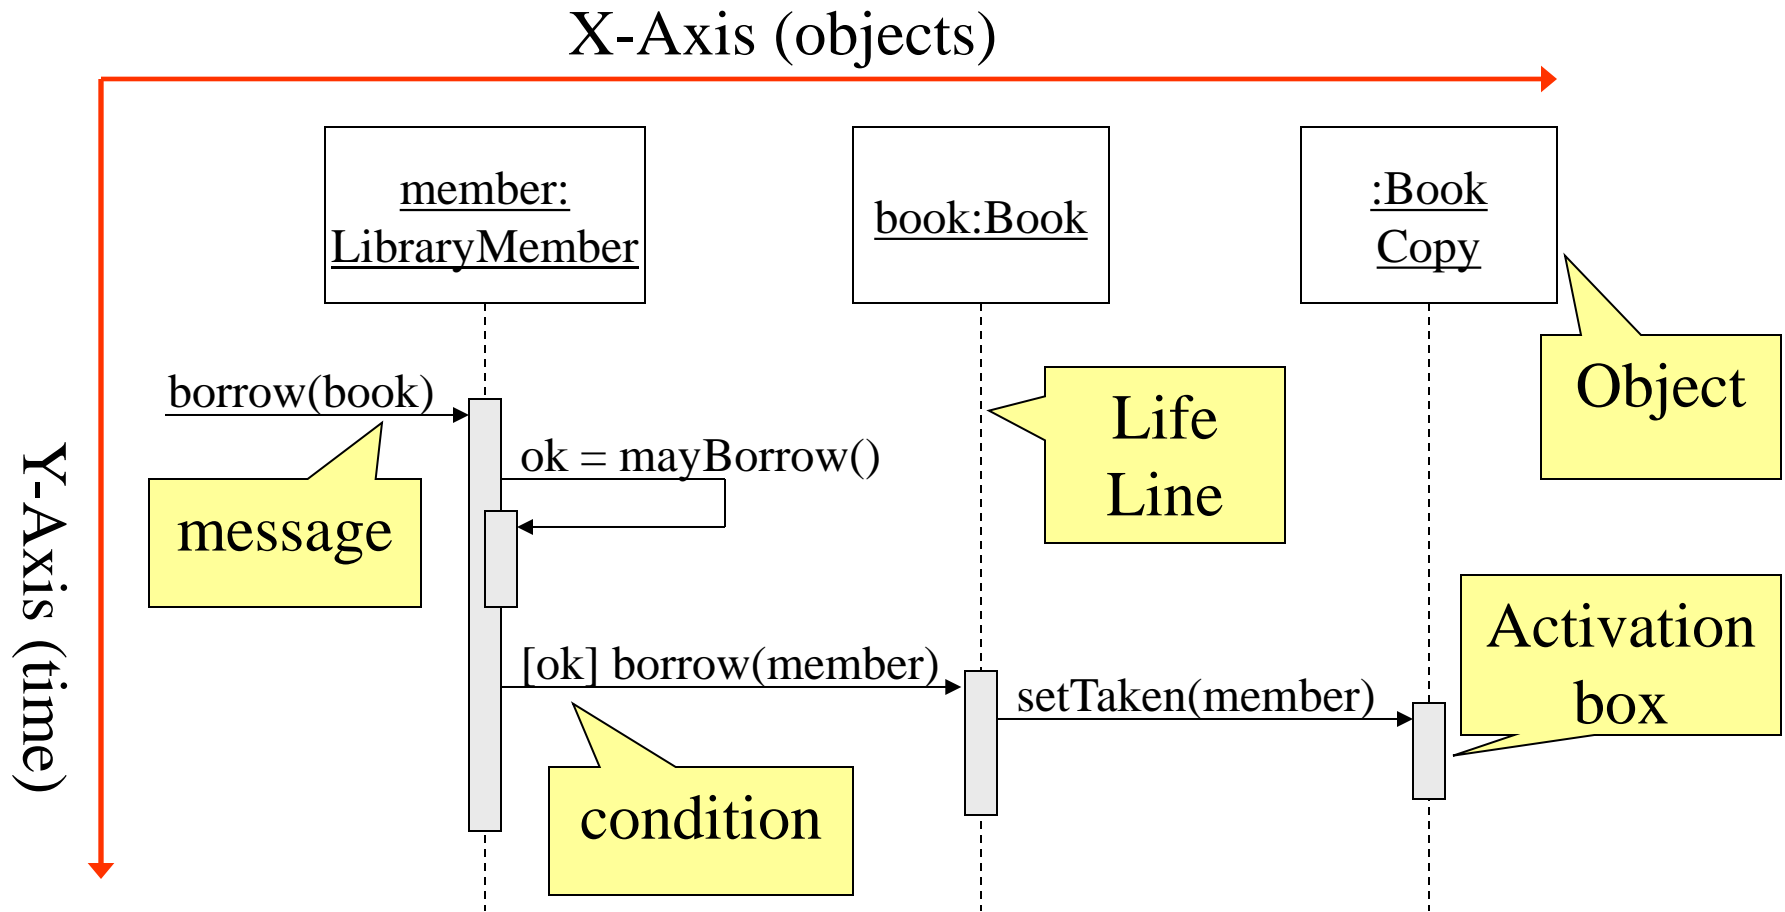 X-Axis (objects)
member:
LibraryMember
book:Book
:Book
Copy
Object
borrow(book)
Life
Line
ok = mayBorrow()
message
Y-Axis (time)
Activation
box
[ok] borrow(member)
setTaken(member)
condition